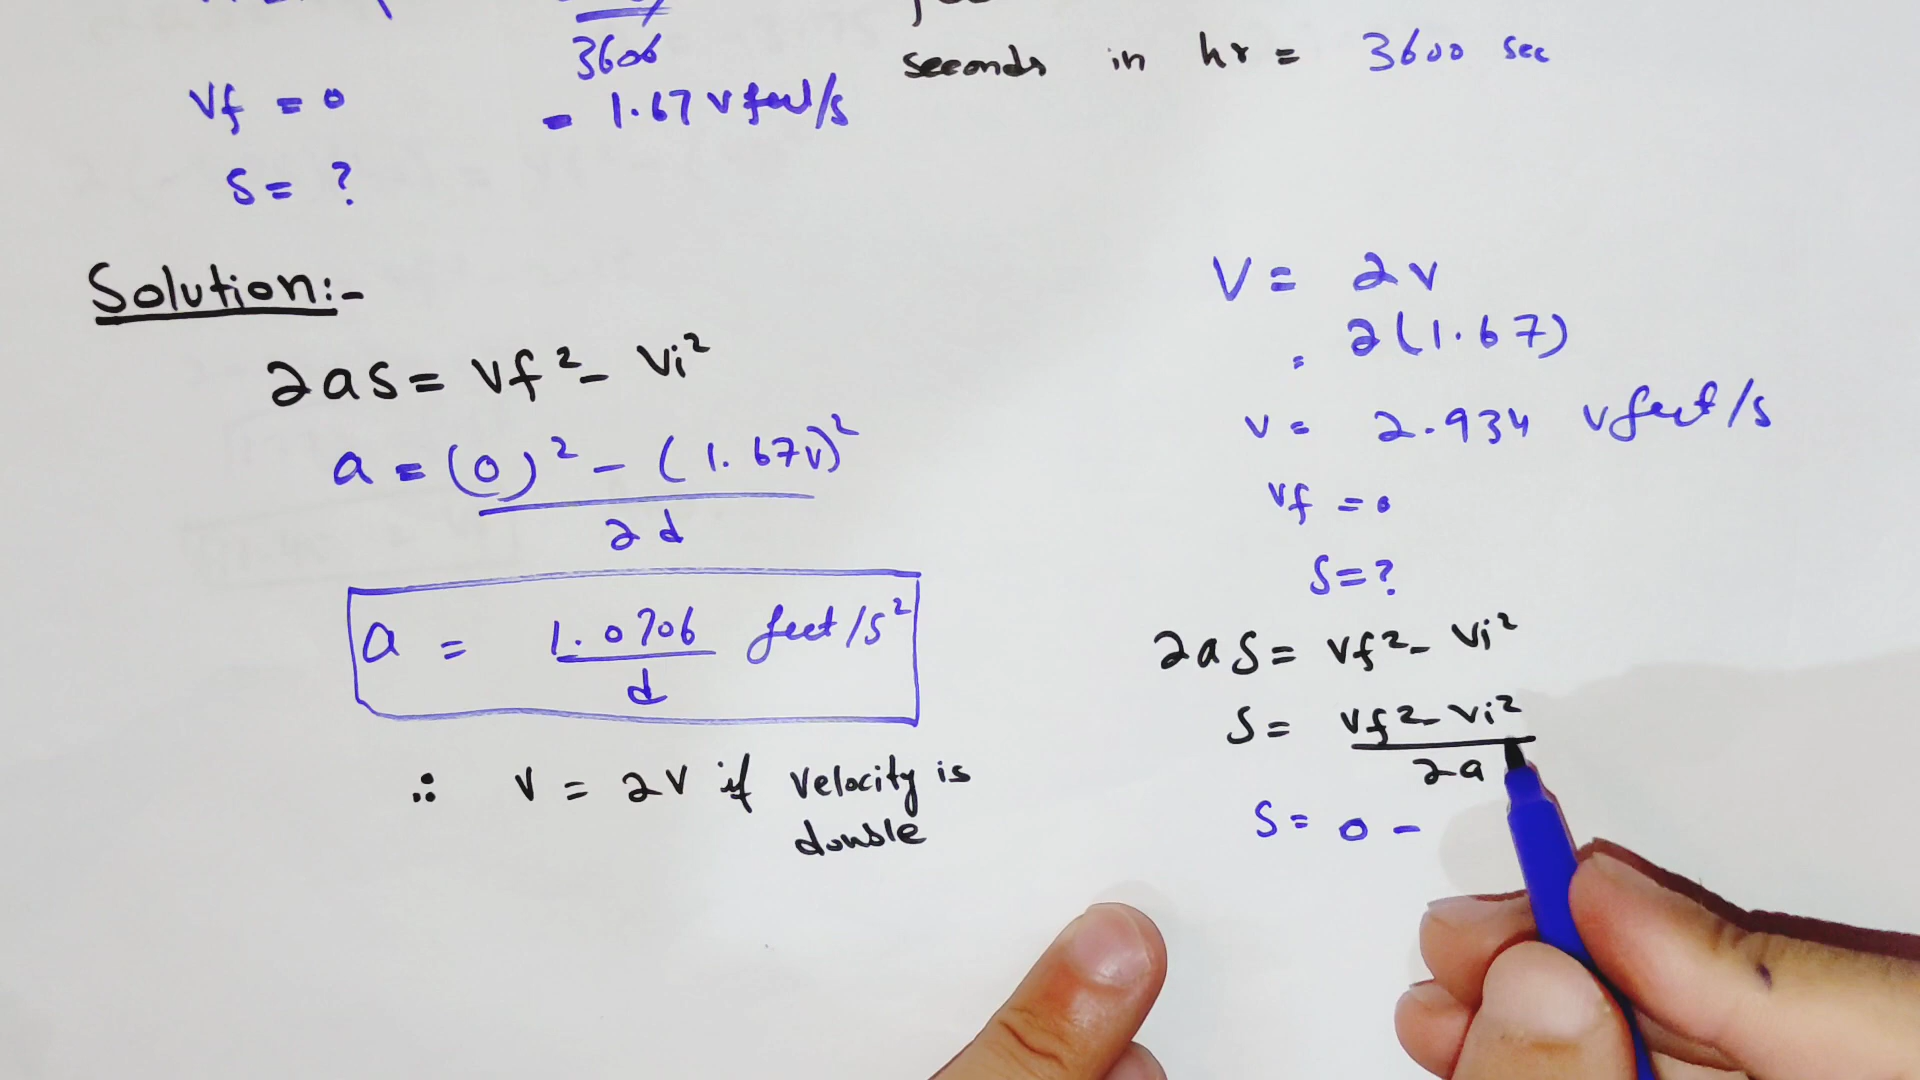 3600
seconds in hr = 3600 sec
Vf = 0
= 1.67 v feet/s
S = ?
Solution:-
2as = vf² - vi²
a = (0)² - (1.67v)²
2d
a = 1.0706 feet/s²
d
∴ v = 2v if velocity is
double
V = 2v
= 2(1.67)
v = 2.934 v feet/s
vf = 0
S = ?
2aS = vf² - vi²
S = vf² - vi²
2a
S = 0 -